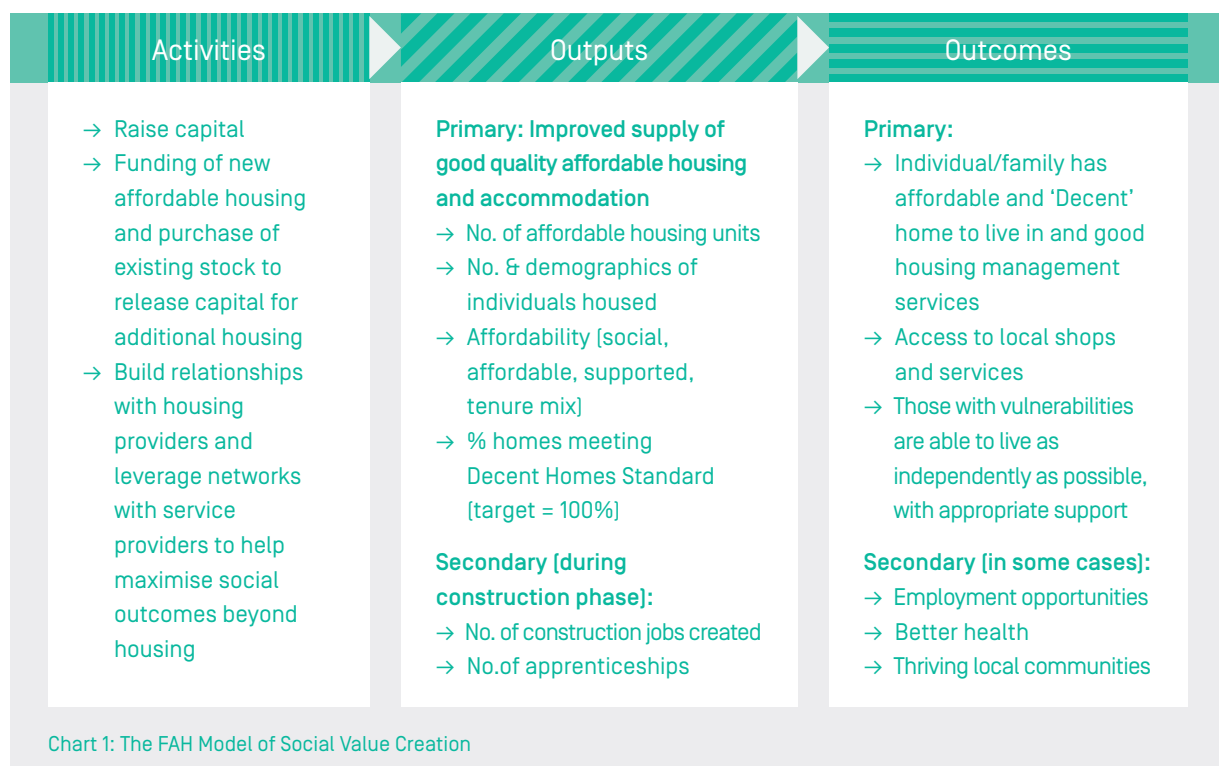 Activities
→ Raise capital
→ Funding of new
affordable housing
and purchase of
existing stock to
release capital for
additional housing
→ Build relationships
with housing
providers and
leverage networks
with service
providers to help
maximise social
outcomes beyond
housing
Outputs
Primary: Improved supply of
good quality affordable housing
and accommodation
→ No. of affordable housing units
→ No. & demographics of
individuals housed
→ Affordability (social,
affordable, supported,
tenure mix)
→ % homes meeting
Decent Homes Standard
(target = 100%)
Secondary (during
construction phase):
→ No. of construction jobs created
→ No.of apprenticeships
Outcomes
Primary:
→ Individual/family has
affordable and ‘Decent’
home to live in and good
housing management
services
→ Access to local shops
and services
→ Those with vulnerabilities
are able to live as
independently as possible,
with appropriate support
Secondary (in some cases):
→ Employment opportunities
→ Better health
→ Thriving local communities
Chart 1: The FAH Model of Social Value Creation